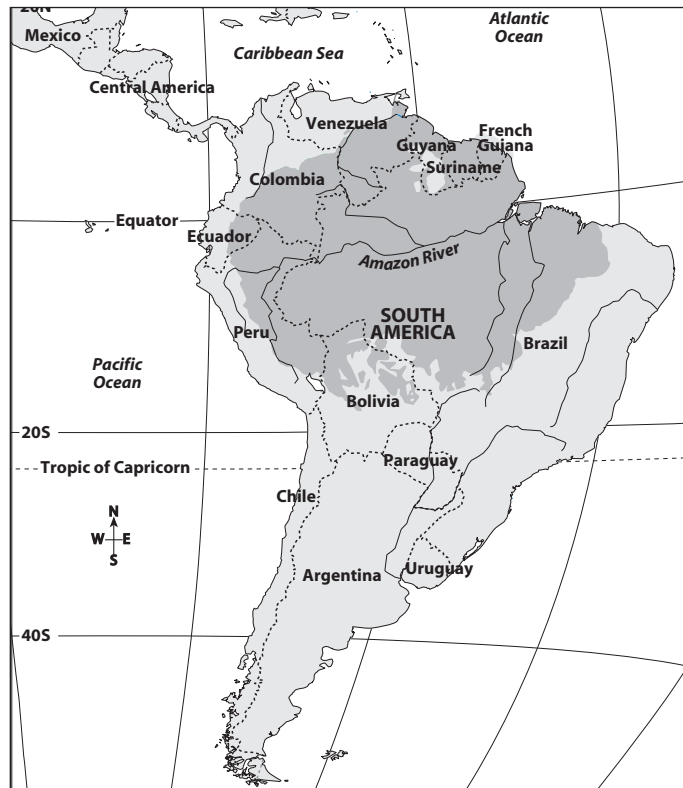 20N
Mexico
Atlantic
Ocean
Caribbean Sea
Central America
Venezuela
Guyana
French
Guiana
Suriname
Colombia
Equator
Ecuador
Amazon River
SOUTH
AMERICA
Peru
Brazil
Pacific
Ocean
Bolivia
20S
Tropic of Capricorn
Paraguay
Chile
N
W E
S
Argentina
Uruguay
40S